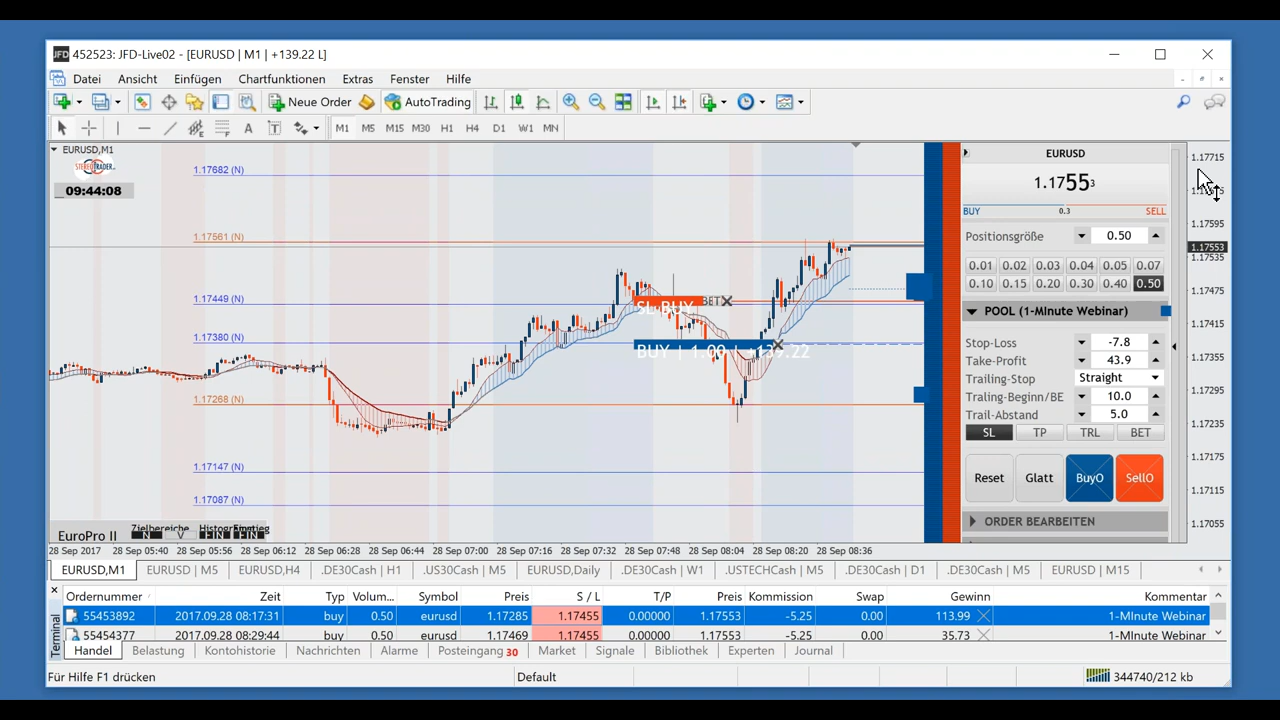 452523: JFD-Live02 - [EURUSD | M1 | +139.22 L]
Datei Ansicht Einfügen Chartfunktionen Extras Fenster Hilfe
Neue Order AutoTrading
M1 M5 M15 M30 H1 H4 D1 W1 MN
EURUSD,M1
STEREOTRADER
09:44:08
1.17682 (N)
1.17561 (N)
1.17449 (N)
1.17380 (N)
1.17268 (N)
1.17147 (N)
1.17087 (N)
SL BUY BET
BUY | 1.00 | +139.22
EuroPro II
Zielbereiche
N V EIN EIN
28 Sep 2017 28 Sep 05:40 28 Sep 05:56 28 Sep 06:12 28 Sep 06:28 28 Sep 06:44 28 Sep 07:00 28 Sep 07:16 28 Sep 07:32 28 Sep 07:48 28 Sep 08:04 28 Sep 08:20 28 Sep 08:36
EURUSD
1.17553
BUY 0.3 SELL
Positionsgröße 0.50
0.01 0.02 0.03 0.04 0.05 0.07
0.10 0.15 0.20 0.30 0.40 0.50
POOL (1-MInute Webinar)
Stop-Loss -7.8
Take-Profit 43.9
Trailing-Stop Straight
Traling-Beginn/BE 10.0
Trail-Abstand 5.0
SL TP TRL BET
Reset Glatt BuyO SellO
ORDER BEARBEITEN
1.17715
1.17595
1.17553
1.17535
1.17475
1.17415
1.17355
1.17295
1.17235
1.17175
1.17115
1.17055
EURUSD,M1 EURUSD | M5 EURUSD,H4 .DE30Cash | H1 .US30Cash | M5 EURUSD,Daily .DE30Cash | W1 .USTECHCash | M5 .DE30Cash | D1 .DE30Cash | M5 EURUSD | M15
Ordernummer Zeit Typ Volum... Symbol Preis S / L T/P Preis Kommission Swap Gewinn Kommentar
55453892 2017.09.28 08:17:31 buy 0.50 eurusd 1.17285 1.17455 0.00000 1.17553 -5.25 0.00 113.99 1-MInute Webinar
55454377 2017.09.28 08:29:44 buy 0.50 eurusd 1.17469 1.17455 0.00000 1.17553 -5.25 0.00 35.73 1-MInute Webinar
Terminal
Handel Belastung Kontohistorie Nachrichten Alarme Posteingang 30 Market Signale Bibliothek Experten Journal
Für Hilfe F1 drücken Default 344740/212 kb